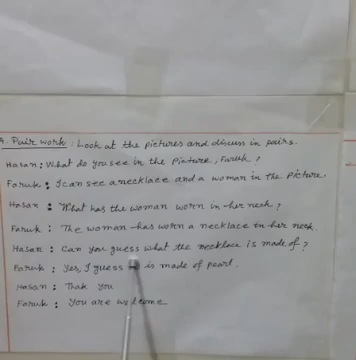 A. Pair work : Look at the pictures and discuss in pairs.
Hasan : What do you see in the Picture, Faruk ?
Faruk : I can see a necklace and a woman in the picture.
Hasan : What has the woman worn in her neck ?
Faruk : The woman has worn a necklace in her neck.
Hasan : Can you guess what the necklace is made of ?
Faruk : Yes, I guess it is made of pearl.
Hasan : Thak you
Faruk : You are welcome